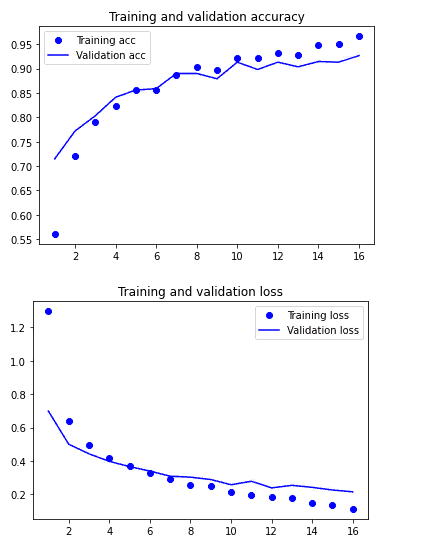 Training and validation accuracy
Training acc
Validation acc
0.95
0.90
0.85
0.80
0.75
0.70
0.65
0.60
0.55
2 4 6 8 10 12 14 16
Training and validation loss
Training loss
Validation loss
1.2
1.0
0.8
0.6
0.4
0.2
2 4 6 8 10 12 14 16